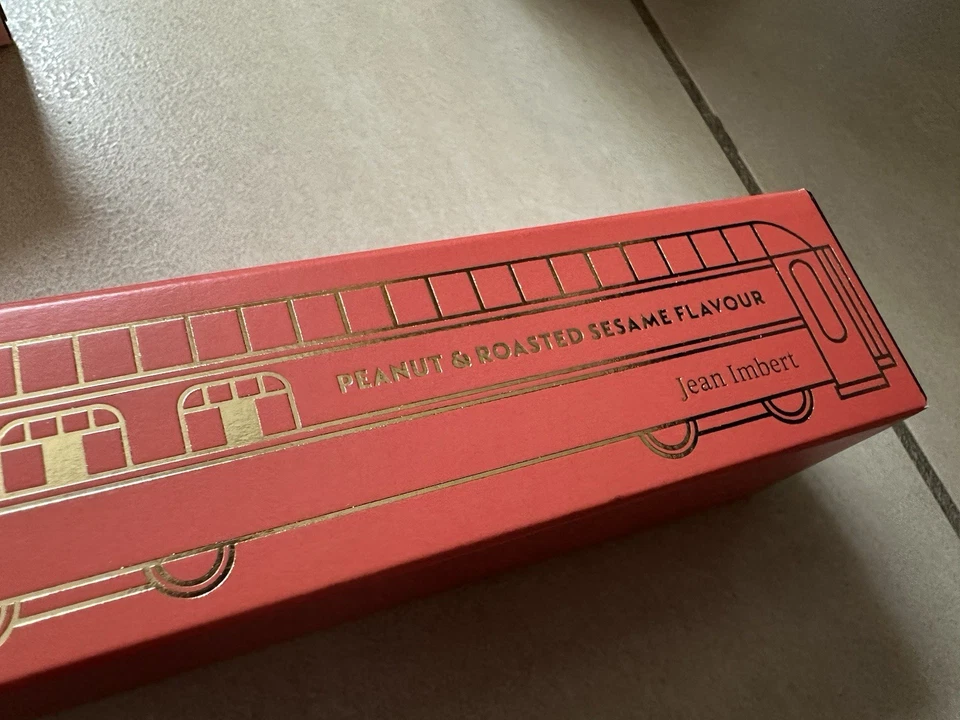 PEANUT & ROASTED SESAME FLAVOUR
Jean Imbert